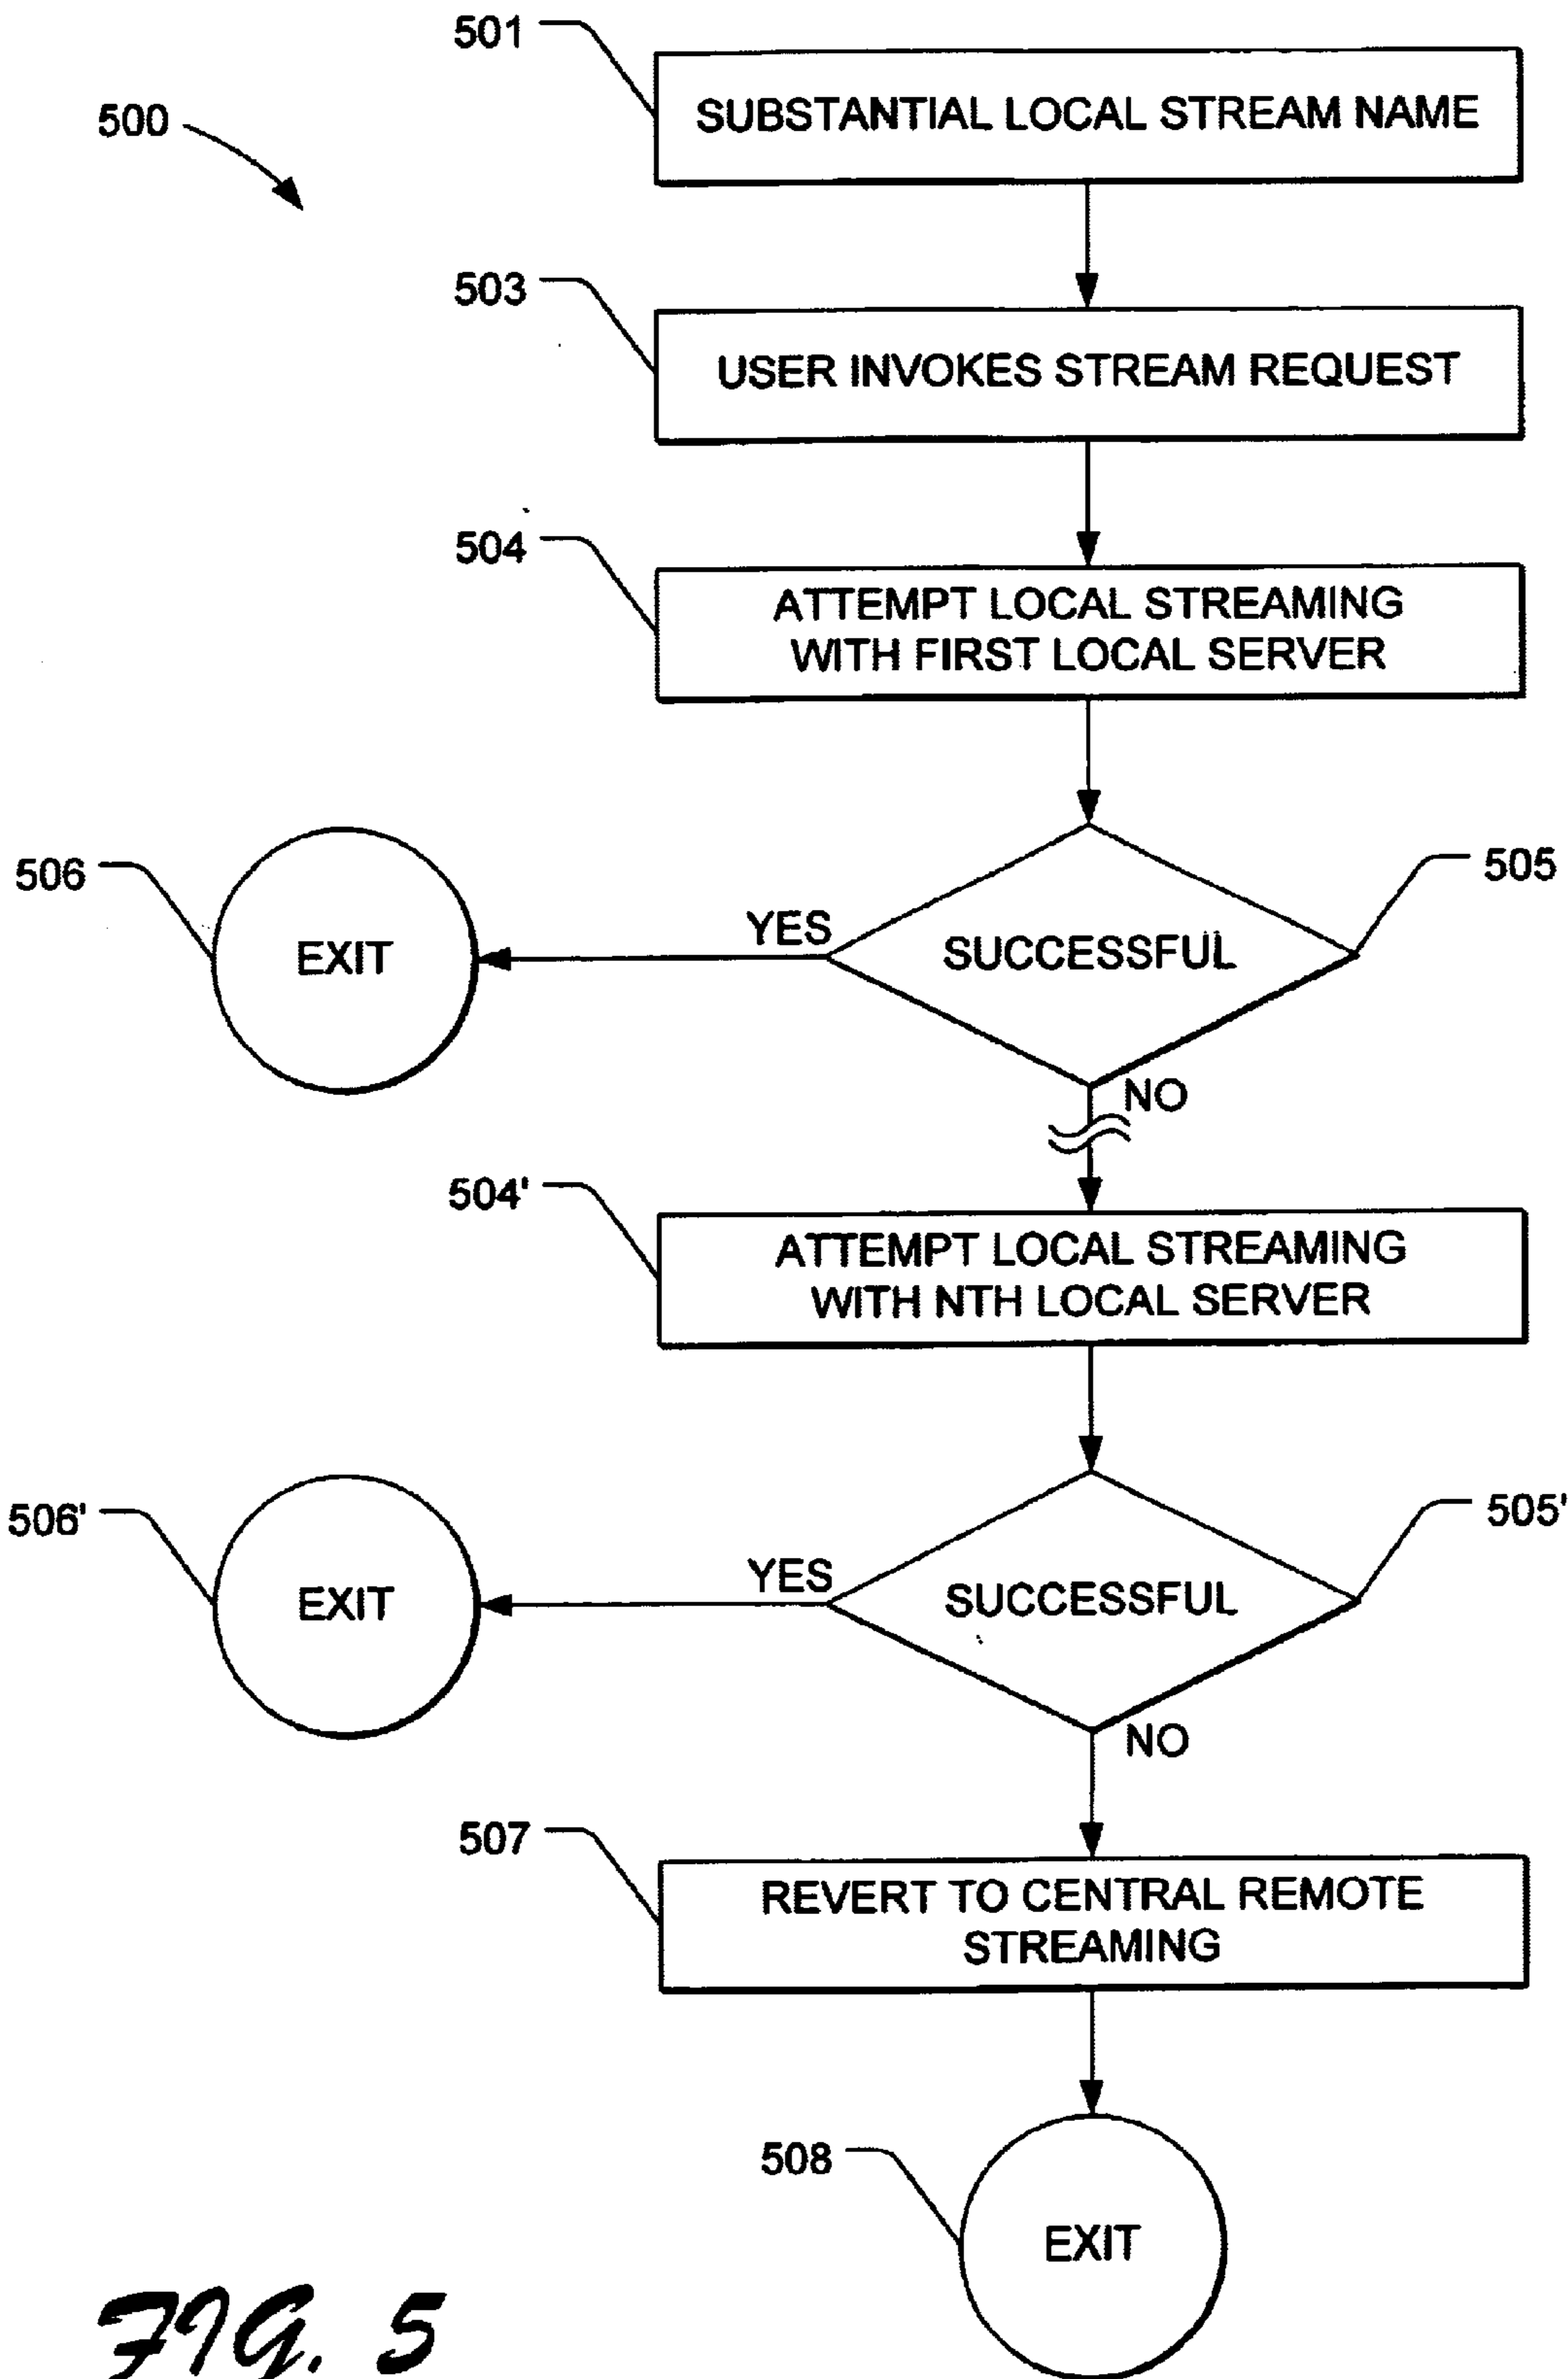 501
SUBSTANTIAL LOCAL STREAM NAME
500
503
USER INVOKES STREAM REQUEST
504
ATTEMPT LOCAL STREAMING
WITH FIRST LOCAL SERVER
506
EXIT
YES
SUCCESSFUL
505
NO
504'
ATTEMPT LOCAL STREAMING
WITH NTH LOCAL SERVER
506'
EXIT
YES
SUCCESSFUL
505'
NO
507
REVERT TO CENTRAL REMOTE
STREAMING
508
EXIT
FIG. 5